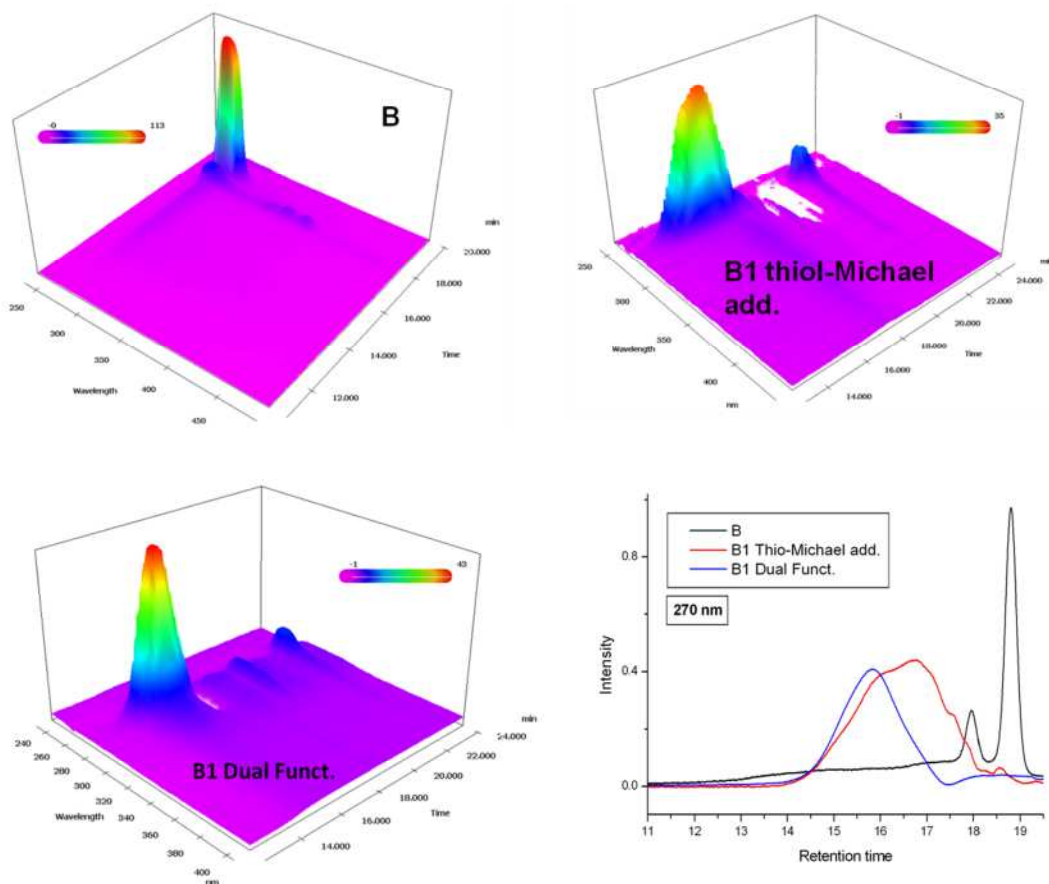 -0
113
B
250
300
350
400
450
Wavelength
12.000
14.000
16.000
18.000
20.000
Time
min
-1
35
B1 thiol-Michael
add.
250
300
350
400
nm
Wavelength
14.000
16.000
18.000
20.000
22.000
24.000
Time
-1
43
B1 Dual Funct.
240
260
280
300
320
340
360
380
400
nm
Wavelength
14.000
16.000
18.000
20.000
22.000
24.000
Time
min
B
B1 Thio-Michael add.
B1 Dual Funct.
270 nm
0.8
0.4
0.0
Intensity
11 12 13 14 15 16 17 18 19
Retention time